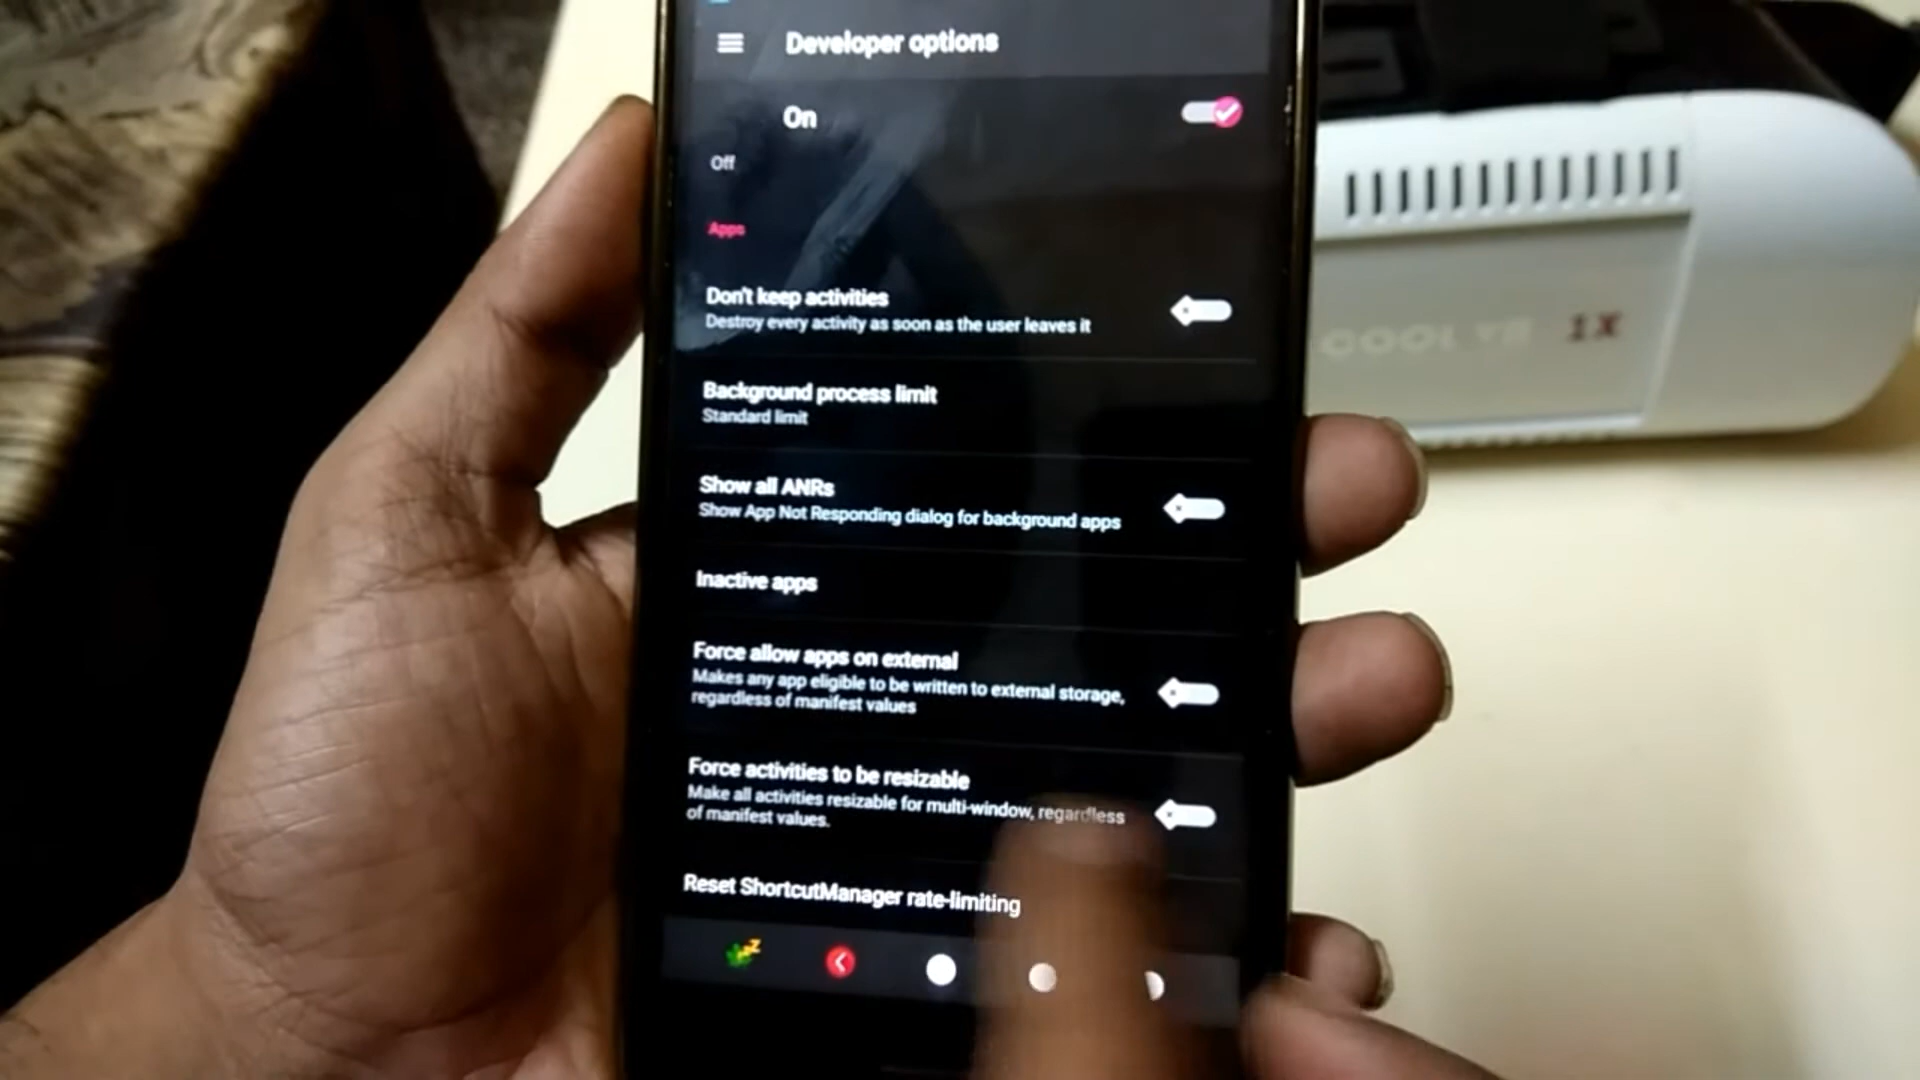 Developer options
On
Off
Apps
Don't keep activities
Destroy every activity as soon as the user leaves it
Background process limit
Standard limit
Show all ANRs
Show App Not Responding dialog for background apps
Inactive apps
Force allow apps on external
Makes any app eligible to be written to external storage,
regardless of manifest values
Force activities to be resizable
Make all activities resizable for multi-window, regardless
of manifest values.
Reset ShortcutManager rate-limiting
COOL VR 1X